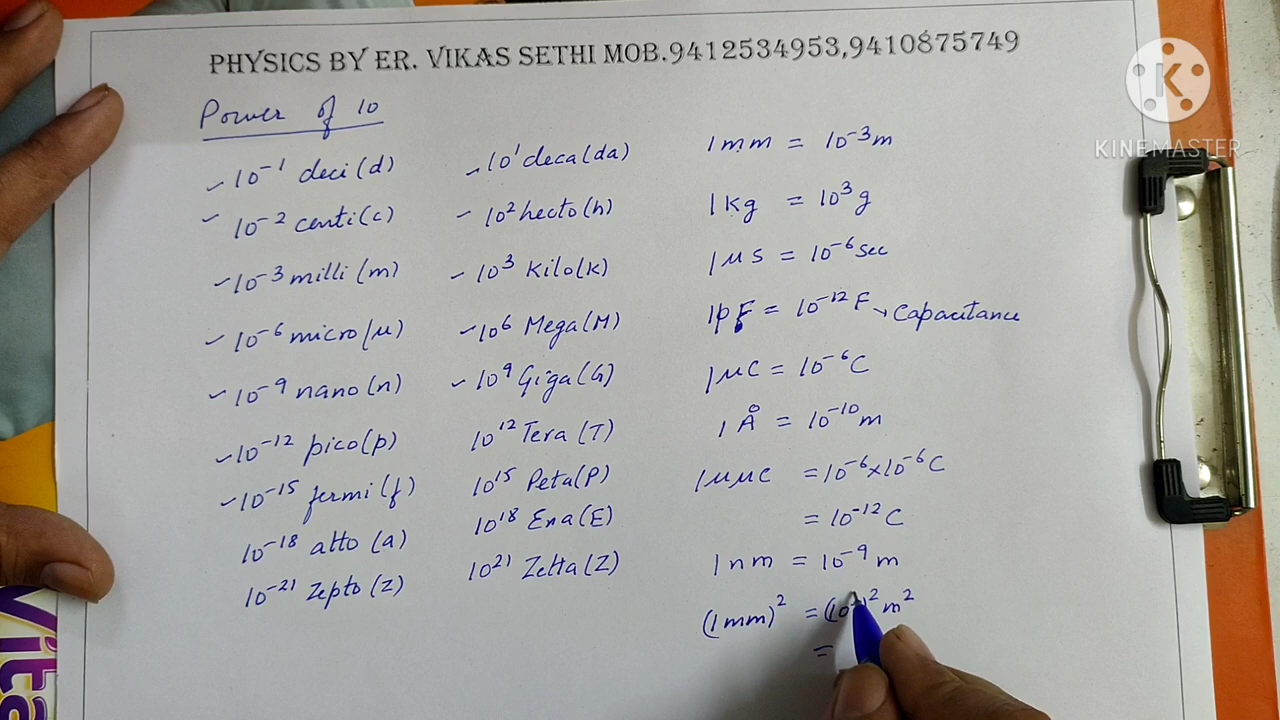 PHYSICS BY ER. VIKAS SETHI MOB.9412534953,9410875749
K
KINEMASTER
Power of 10
10⁻¹ deci (d)
10⁻² centi (c)
10⁻³ milli (m)
10⁻⁶ micro (μ)
10⁻⁹ nano (n)
10⁻¹² pico (p)
10⁻¹⁵ fermi (f)
10⁻¹⁸ atto (a)
10⁻²¹ Zepto (Z)
10¹ deca (da)
10² hecto (h)
10³ Kilo (K)
10⁶ Mega (M)
10⁹ Giga (G)
10¹² Tera (T)
10¹⁵ Peta (P)
10¹⁸ Exa (E)
10²¹ Zetta (Z)
1 mm = 10⁻³ m
1 Kg = 10³ g
1 μs = 10⁻⁶ sec
1 pF = 10⁻¹² F → Capacitance
1 μC = 10⁻⁶ C
1 Å = 10⁻¹⁰ m
1 μμC = 10⁻⁶ × 10⁻⁶ C
= 10⁻¹² C
1 nm = 10⁻⁹ m
(1 mm)² = (10⁻ )² m²
=
Vita